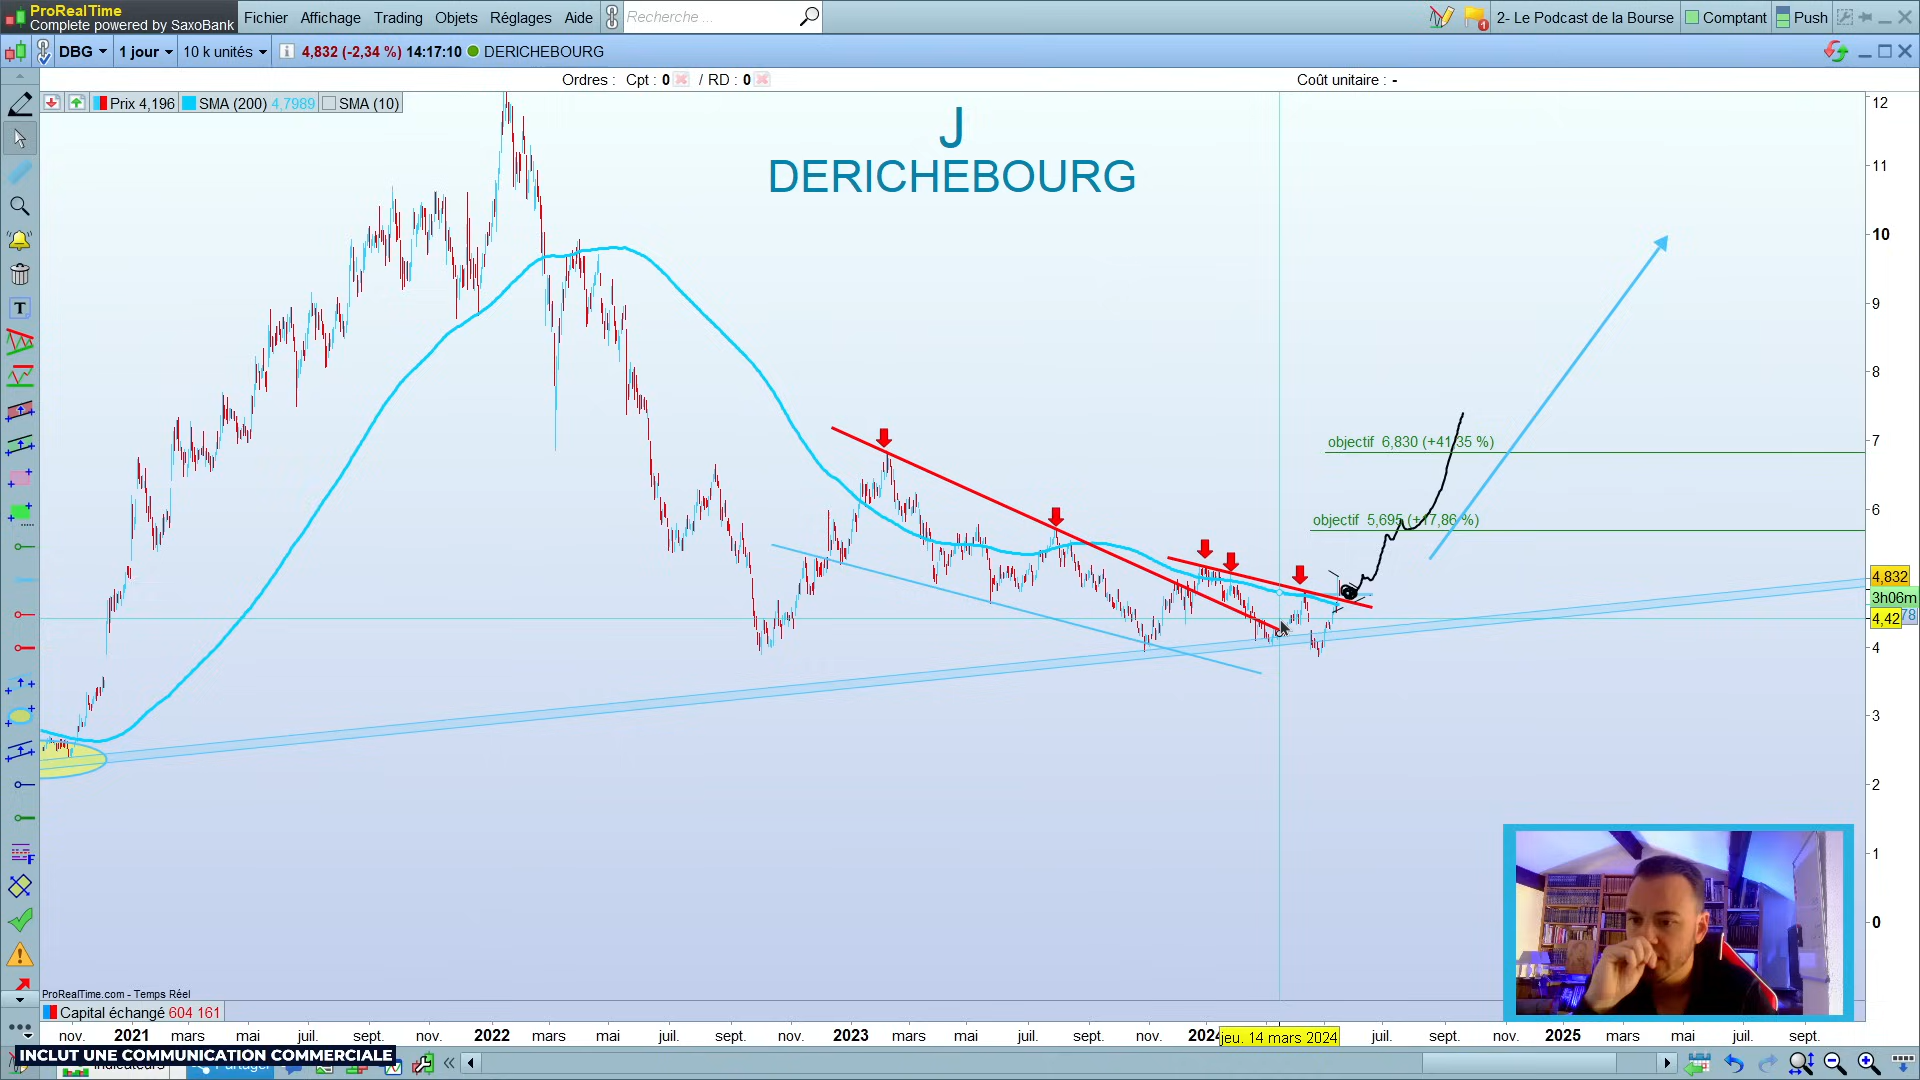 ProRealTime
Complete powered by SaxoBank
Fichier Affichage Trading Objets Réglages Aide
Recherche ...
1
2- Le Podcast de la Bourse
Comptant
Push
DBG 1 jour 10 k unités 4,832 (-2,34 %) 14:17:10 DERICHEBOURG
Ordres : Cpt : 0 / RD : 0
Coût unitaire : -
Prix 4,196 SMA (200) 4,7989 SMA (10)
J
DERICHEBOURG
12
11
10
9
8
7
6
4,832
3h06m
4,42
78
4
3
2
1
0
objectif 6,830 (+41,35 %)
objectif 5,695 (+17,86 %)
T
F
ProRealTime.com - Temps Réel
Capital échangé 604 161
nov. 2021 mars mai juil. sept. nov. 2022 mars mai juil. sept. nov. 2023 mars mai juil. sept. nov. 2024 jeu. 14 mars 2024 juil. sept. nov. 2025 mars mai juil. sept.
INCLUT UNE COMMUNICATION COMMERCIALE
Indicateurs
Partager